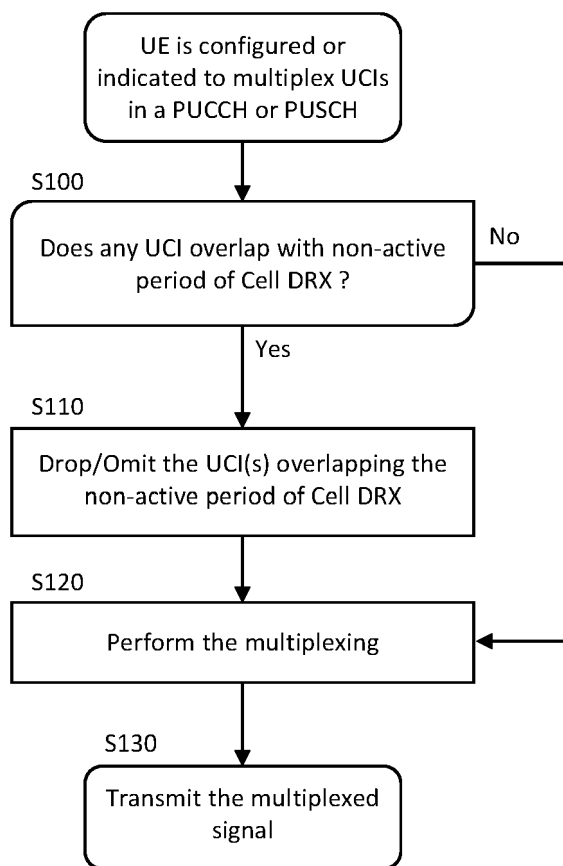 UE is configured or
indicated to multiplex UCIs
in a PUCCH or PUSCH
S100
Does any UCI overlap with non-active
period of Cell DRX ?
No
Yes
S110
Drop/Omit the UCI(s) overlapping the
non-active period of Cell DRX
S120
Perform the multiplexing
S130
Transmit the multiplexed
signal